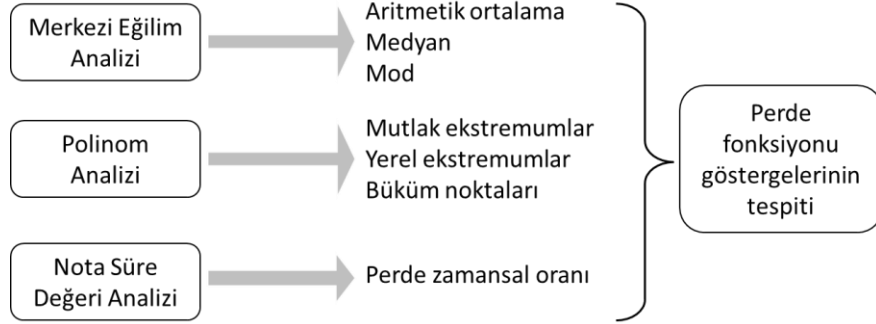 Merkezi Eğilim
Analizi
Aritmetik ortalama
Medyan
Mod
Polinom
Analizi
Mutlak ekstremumlar
Yerel ekstremumlar
Büküm noktaları
Nota Süre
Değeri Analizi
Perde zamansal oranı
Perde
fonksiyonu
göstergelerinin
tespiti